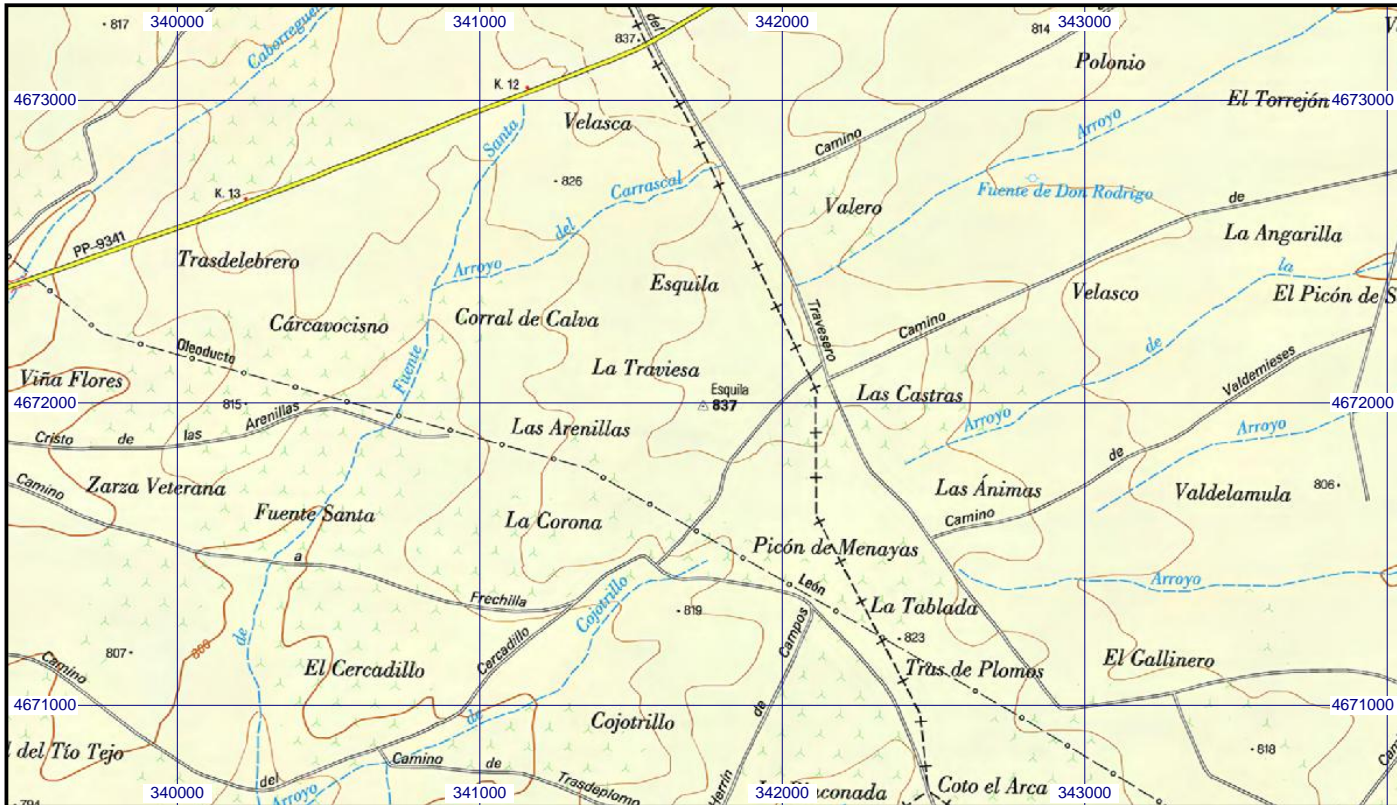 340000
341000
342000
343000
817
Caborreguer
837
del
814
Polonio
4673000
K. 12
El Torrejón
4673000
Velasca
Santa
Arroyo
Camino
826
Carrascal
K. 13
Fuente de Don Rodrigo
Valero
de
PP-9341
del
La Angarilla
Trasdelebrero
Arroyo
la
Esquila
Velasco
El Picón de S
Cárcavocisno
Corral de Calva
Travesero
Camino
Oleoducto
de
Fuente
La Traviesa
Viña Flores
Esquila
837
Las Castras
Valdemieses
4672000
815
4672000
Arenillas
las
de
Cristo
Las Arenillas
Arroyo
Arroyo
de
Camino
Zarza Veterana
Las Ánimas
Valdelamula
806
Fuente Santa
La Corona
Camino
a
Picón de Menayas
León
Arroyo
Frechilla
Cojotrillo
819
La Tablada
Campos
de
800
807
Cercadillo
823
El Gallinero
Camino
El Cercadillo
Tras de Plomos
4671000
de
Cojotrillo
de
4671000
l del Tío Tejo
818
Camino
de
del
Trasdeplomo
Coto el Arca
Arroyo
Herrín
340000
341000
342000
343000